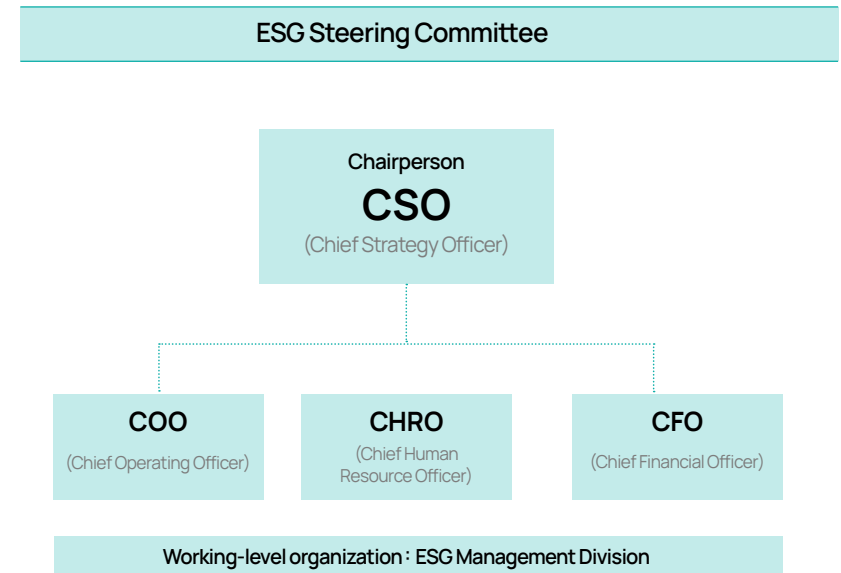 ESG Steering Committee
Chairperson
CSO
(Chief Strategy Officer)
COO
(Chief Operating Officer)
CHRO
(Chief Human
Resource Officer)
CFO
(Chief Financial Officer)
Working-level organization : ESG Management Division